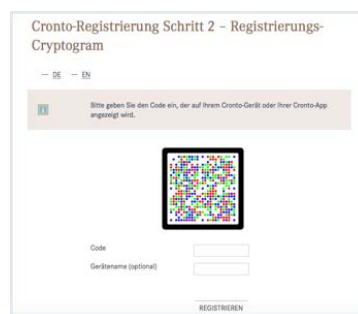 Cronto-Registrierung Schritt 2 – Registrierungs-
Cryptogram
— DE — EN
Bitte geben Sie den Code ein, der auf Ihrem Cronto-Gerät oder Ihrer Cronto-App
angezeigt wird.
Code
Gerätename (optional)
REGISTRIEREN